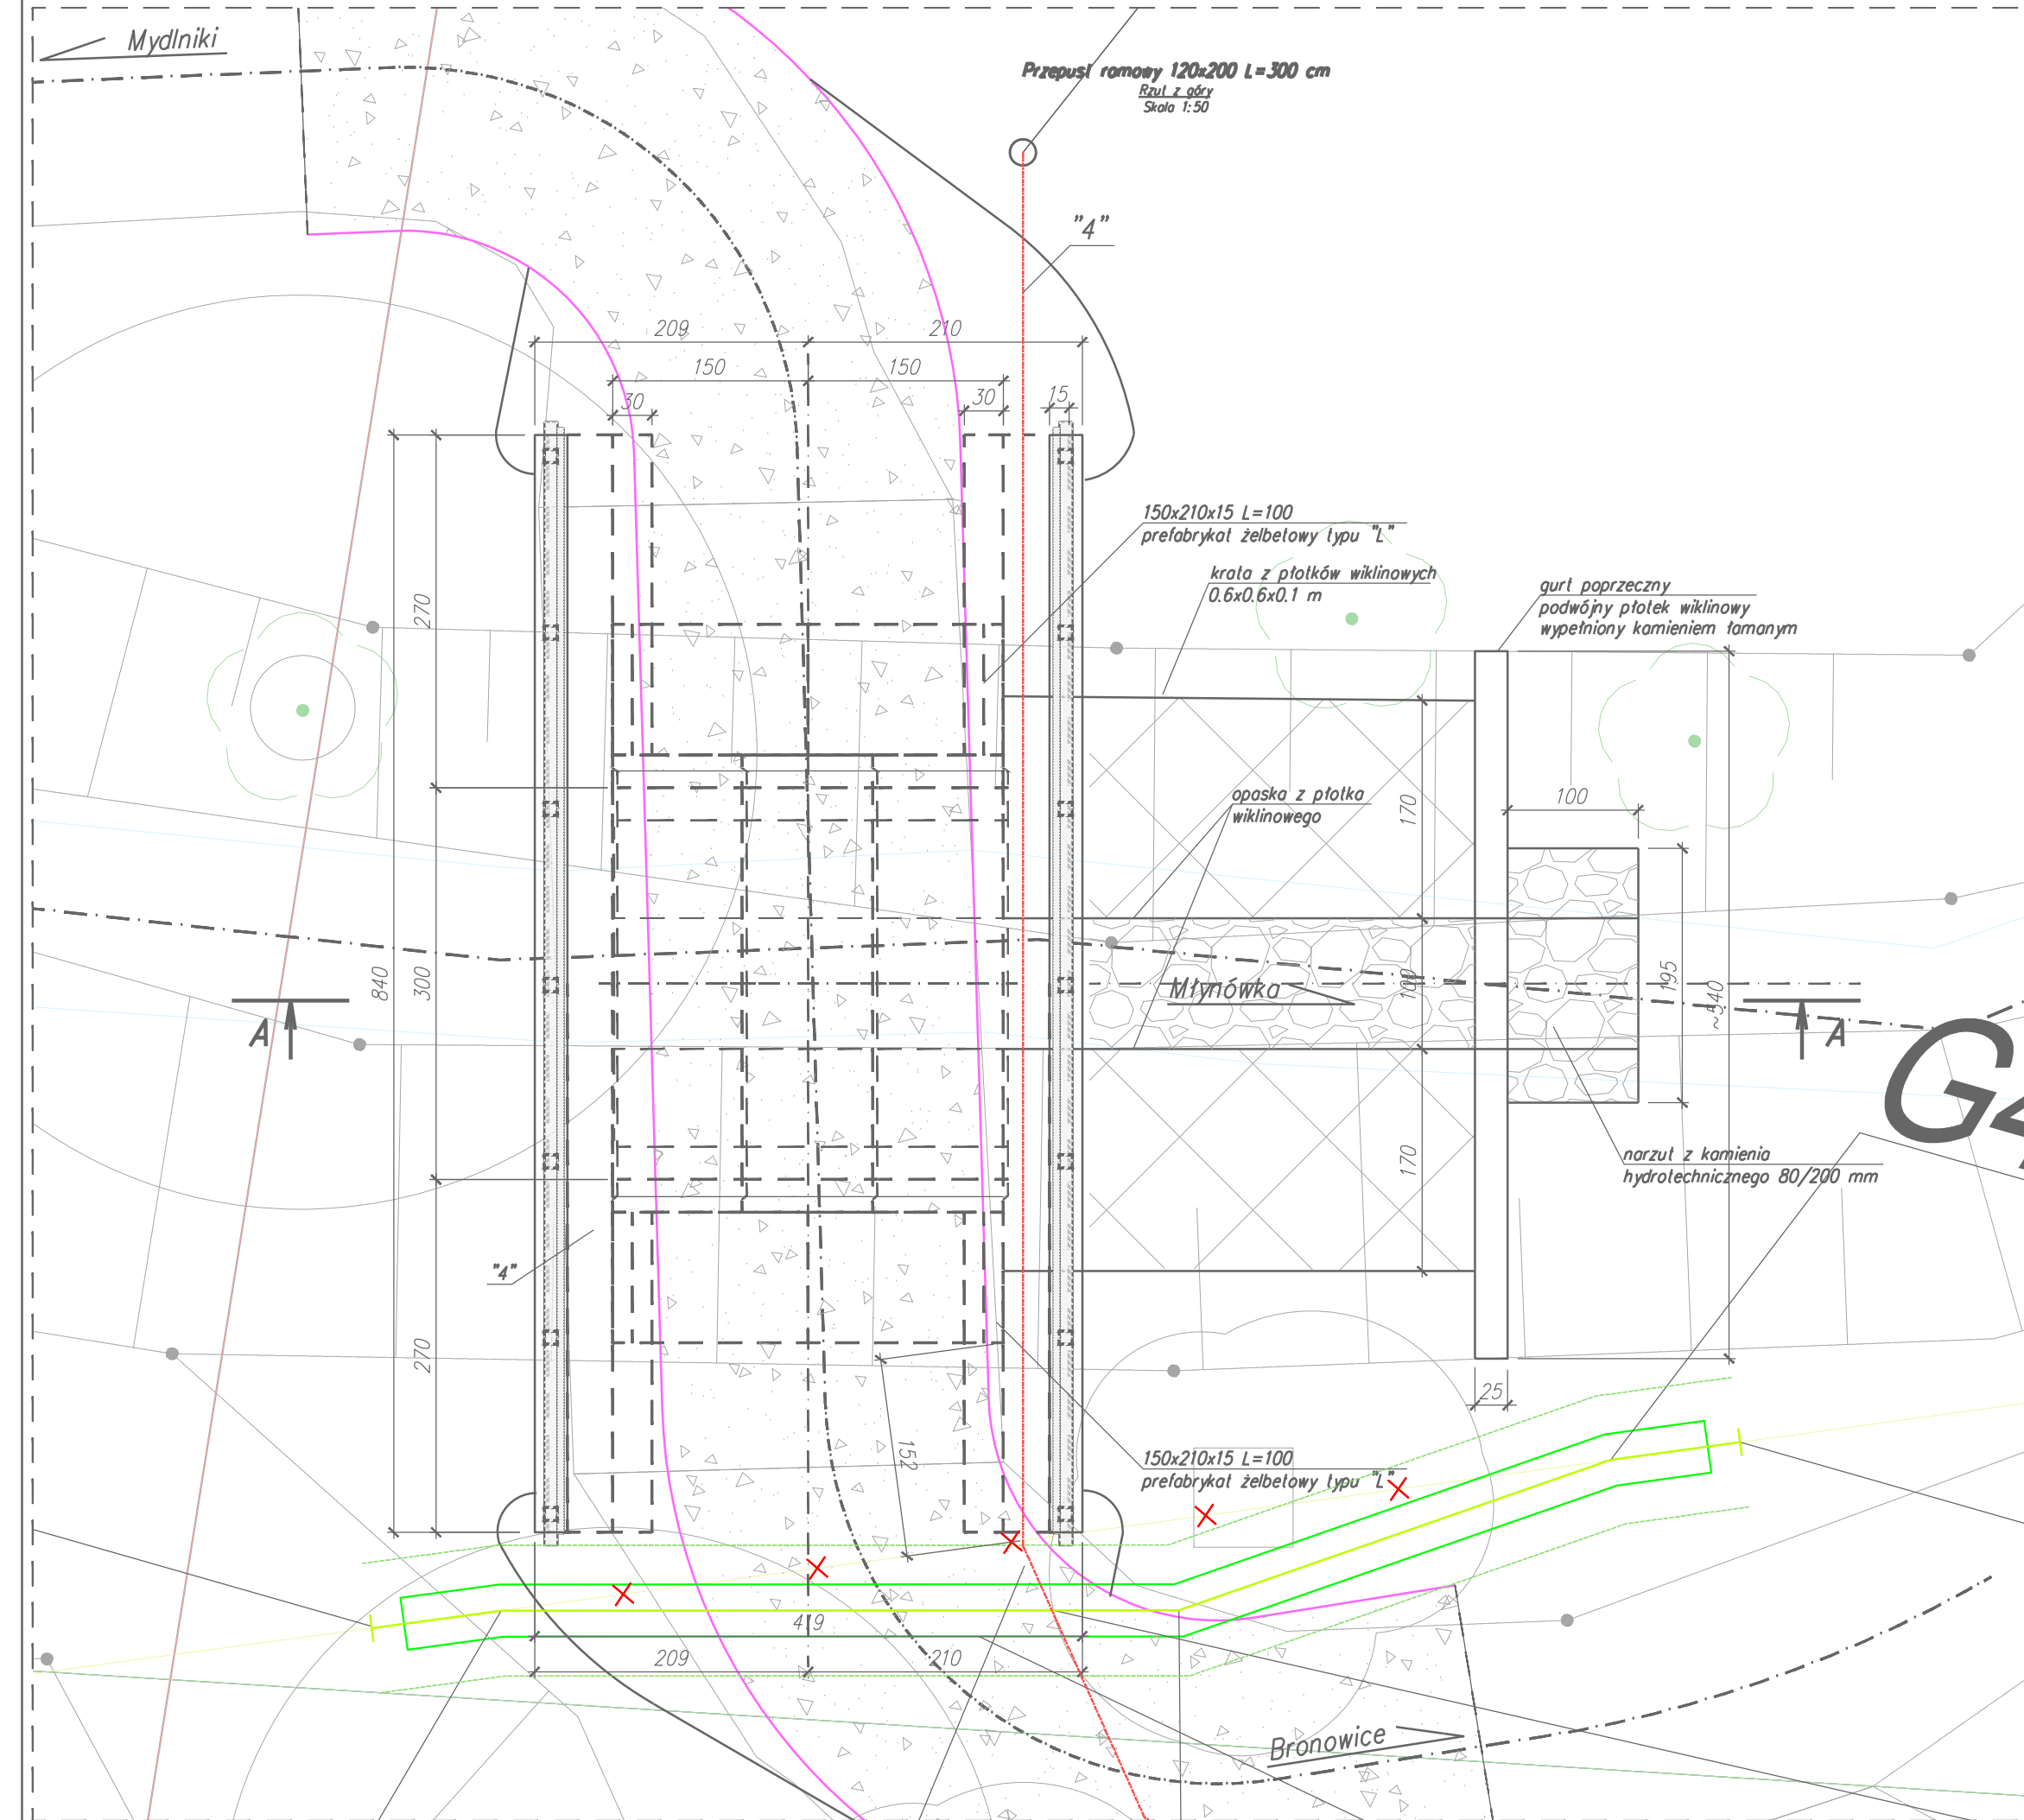 Mydlniki
Przepust ramowy 120x200 L=300 cm
Rzut z góry
Skala 1:50
"4"
209
210
150
150
30
30
15
150x210x15 L=100
prefabrykat żelbetowy typu "L"
krata z płotków wiklinowych
0.6x0.6x0.1 m
gurt poprzeczny
podwójny płotek wiklinowy
wypełniony kamieniem łamanym
270
opaska z płotka
wiklinowego
170
100
840
300
Młynówka
100
195
~540
A
A
narzut z kamienia
hydrotechnicznego 80/200 mm
170
"4"
270
25
152
150x210x15 L=100
prefabrykat żelbetowy typu "L"
419
209
210
Bronowice